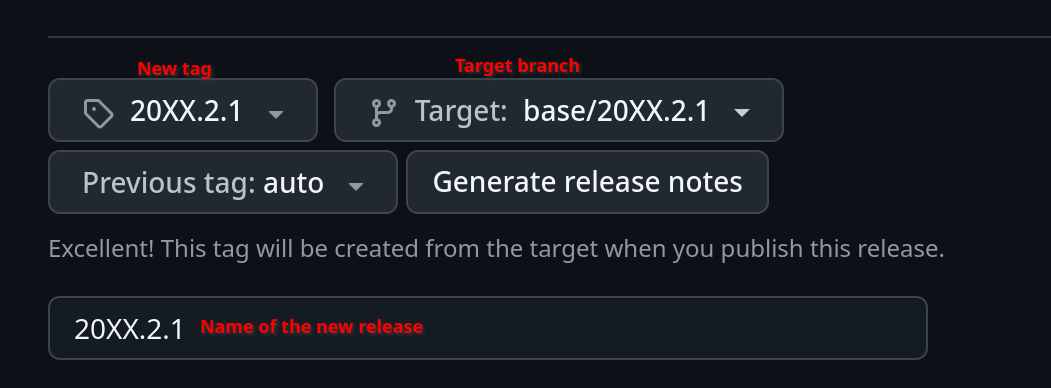 New tag Target branch
20XX.2.1 Target: base/20XX.2.1
Previous tag: auto Generate release notes
Excellent! This tag will be created from the target when you publish this release.
20XX.2.1 Name of the new release